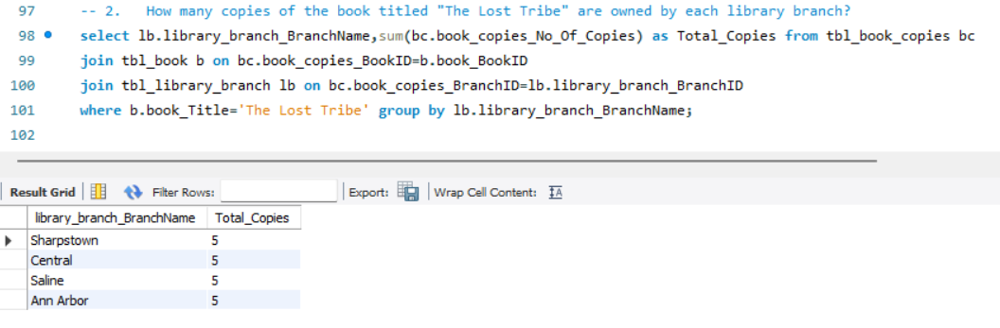 97 -- 2. How many copies of the book titled "The Lost Tribe" are owned by each library branch?
98 select lb.library_branch_BranchName,sum(bc.book_copies_No_Of_Copies) as Total_Copies from tbl_book_copies bc
99 join tbl_book b on bc.book_copies_BookID=b.book_BookID
100 join tbl_library_branch lb on bc.book_copies_BranchID=lb.library_branch_BranchID
101 where b.book_Title='The Lost Tribe' group by lb.library_branch_BranchName;
102
Result Grid Filter Rows: Export: Wrap Cell Content: IA
library_branch_BranchName Total_Copies
Sharpstown 5
Central 5
Saline 5
Ann Arbor 5